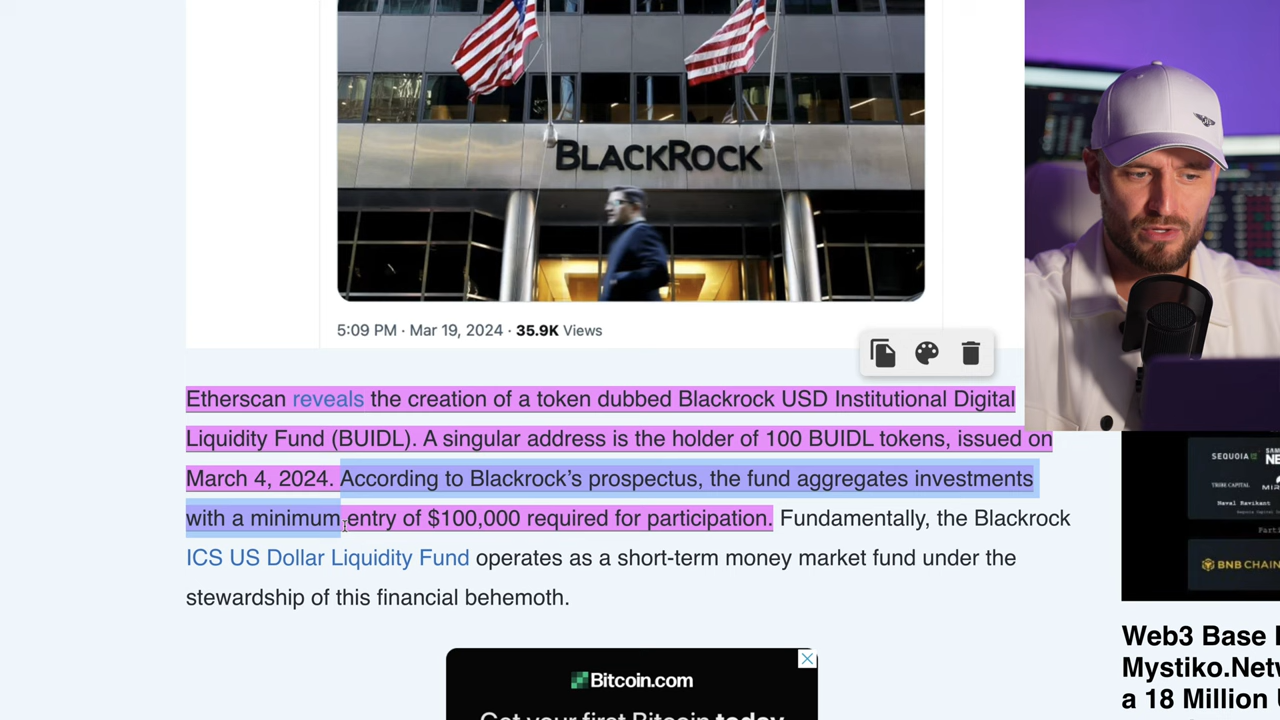 BLACKROCK
5:09 PM · Mar 19, 2024 · 35.9K Views
Etherscan reveals the creation of a token dubbed Blackrock USD Institutional Digital
Liquidity Fund (BUIDL). A singular address is the holder of 100 BUIDL tokens, issued on
March 4, 2024. According to Blackrock’s prospectus, the fund aggregates investments
with a minimum entry of $100,000 required for participation. Fundamentally, the Blackrock
ICS US Dollar Liquidity Fund operates as a short-term money market fund under the
stewardship of this financial behemoth.
SEQUOIA
TRIBE CAPITAL
Naval Ravikant
BNB CHAIN
Bitcoin.com
Get your first Bitcoin today
Web3 Base
Mystiko.Netw
a 18 Million